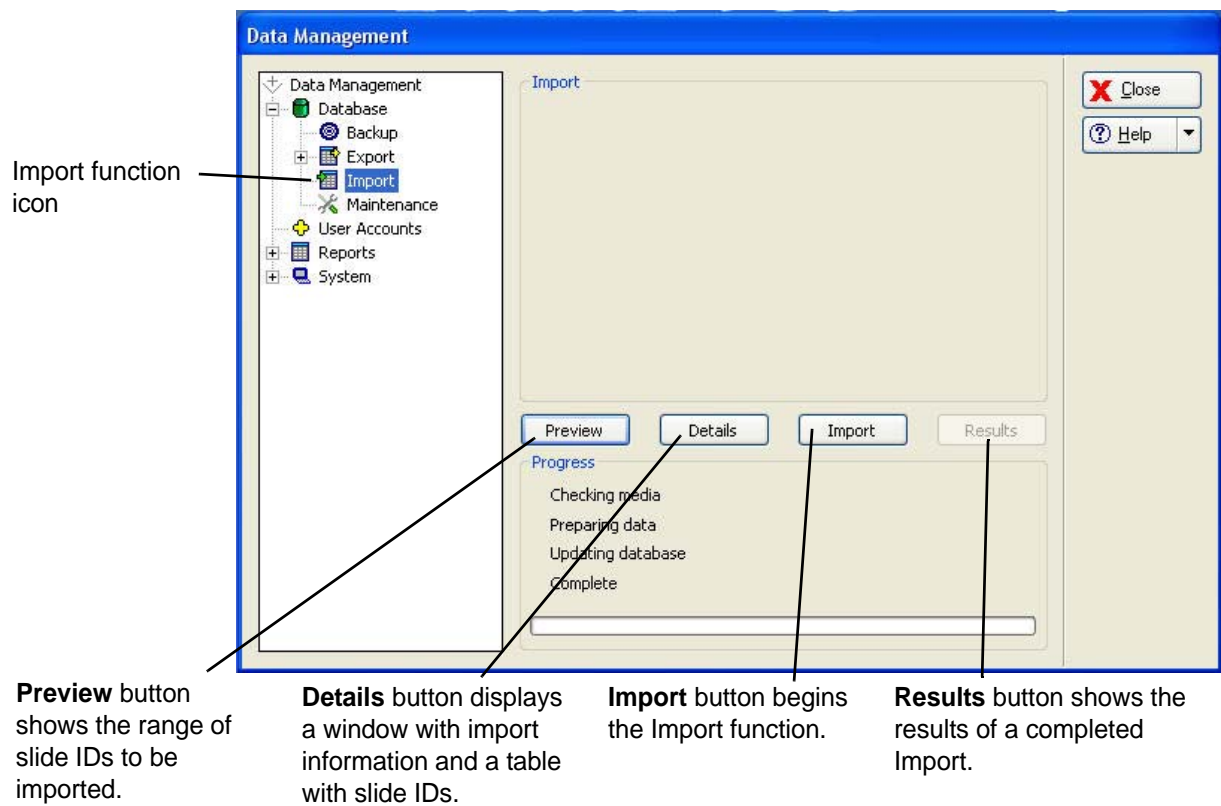 Data Management
Data Management
Database
Backup
Export
Import
Maintenance
User Accounts
Reports
System
Import
Close
Help
Import function
icon
Preview
Details
Import
Results
Progress
Checking media
Preparing data
Updating database
Complete
Preview button
shows the range of
slide IDs to be
imported.
Details button displays
a window with import
information and a table
with slide IDs.
Import button begins
the Import function.
Results button shows the
results of a completed
Import.